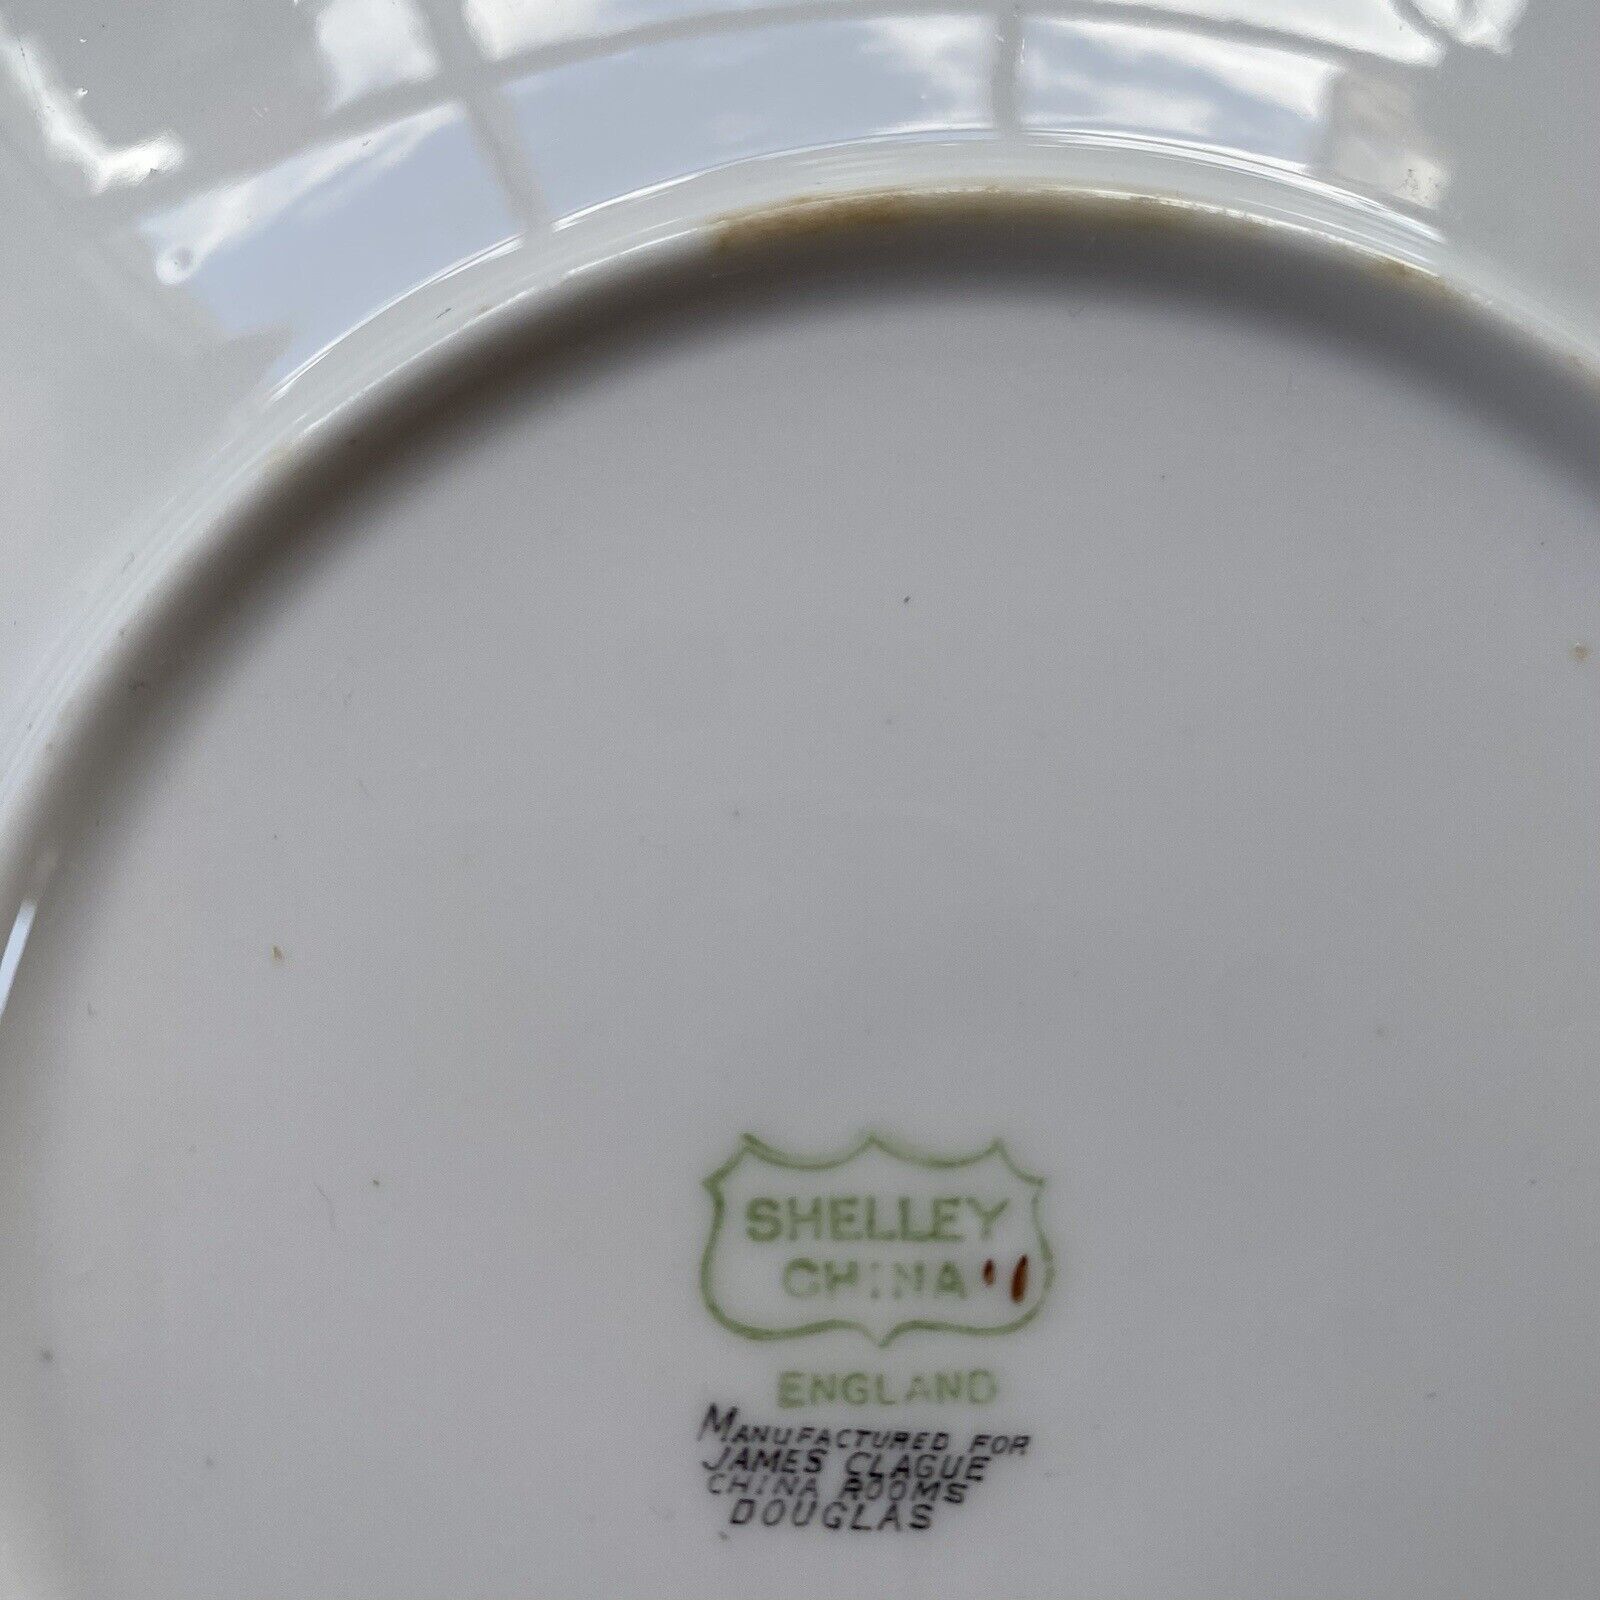 SHELLEY
CHINA
ENGLAND
MANUFACTURED FOR
JAMES CLAGUE
CHINA ROOMS
DOUGLAS